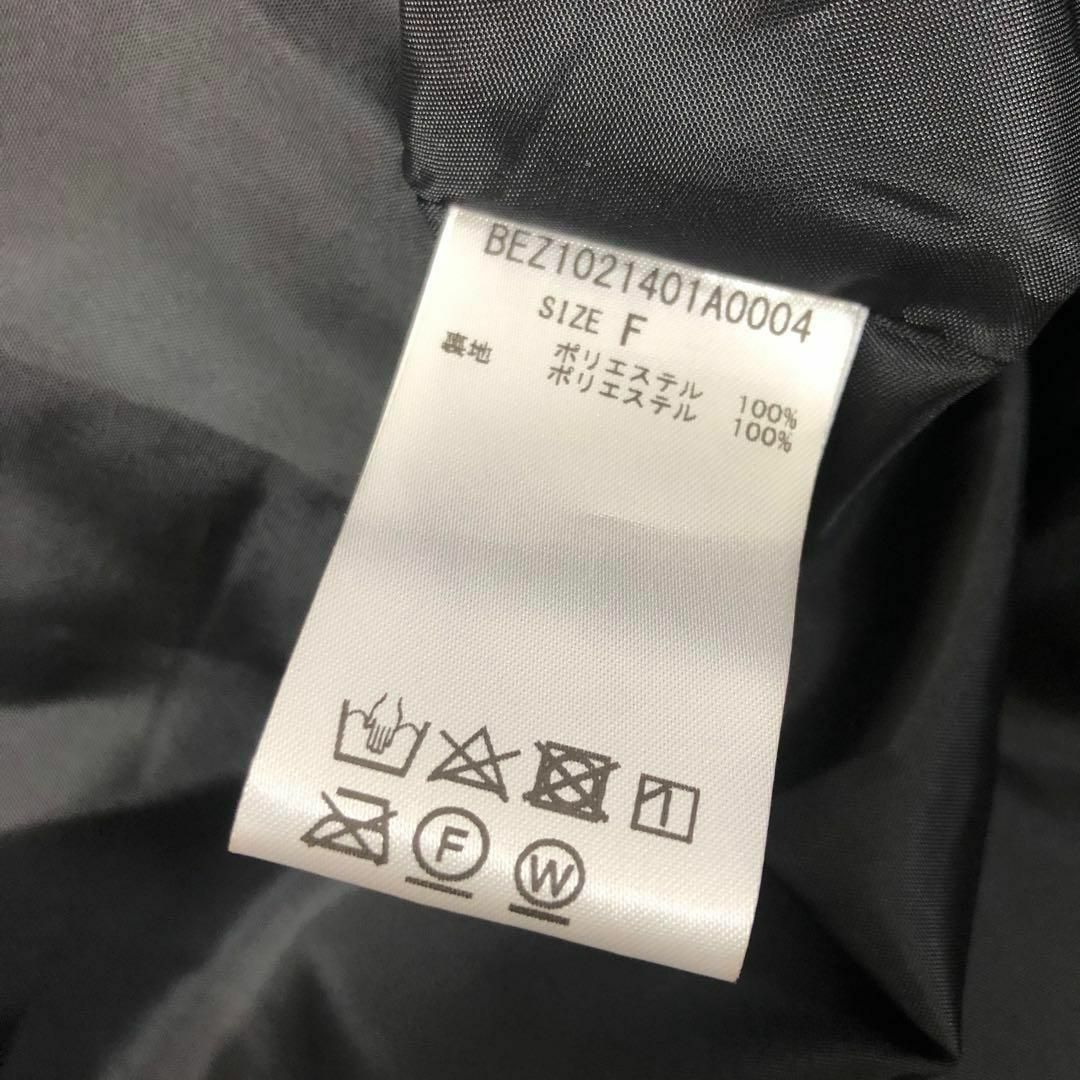 BEZ1021401A0004
SIZE F
ポリエステル 100%
裏地 ポリエステル 100%
F
W